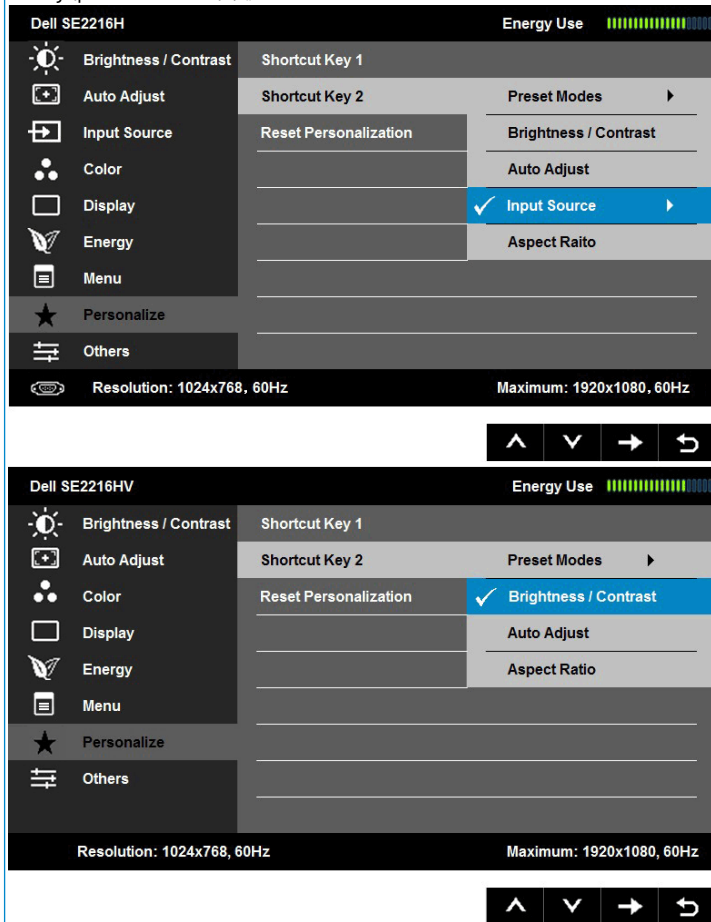 Dell SE2216H Energy Use
Brightness / Contrast Shortcut Key 1
Auto Adjust Shortcut Key 2 Preset Modes
Input Source Reset Personalization Brightness / Contrast
Color Auto Adjust
Display Input Source
Energy Aspect Raito
Menu
Personalize
Others
Resolution: 1024x768, 60Hz Maximum: 1920x1080, 60Hz
Dell SE2216HV Energy Use
Brightness / Contrast Shortcut Key 1
Auto Adjust Shortcut Key 2 Preset Modes
Color Reset Personalization Brightness / Contrast
Display Auto Adjust
Energy Aspect Ratio
Menu
Personalize
Others
Resolution: 1024x768, 60Hz Maximum: 1920x1080, 60Hz